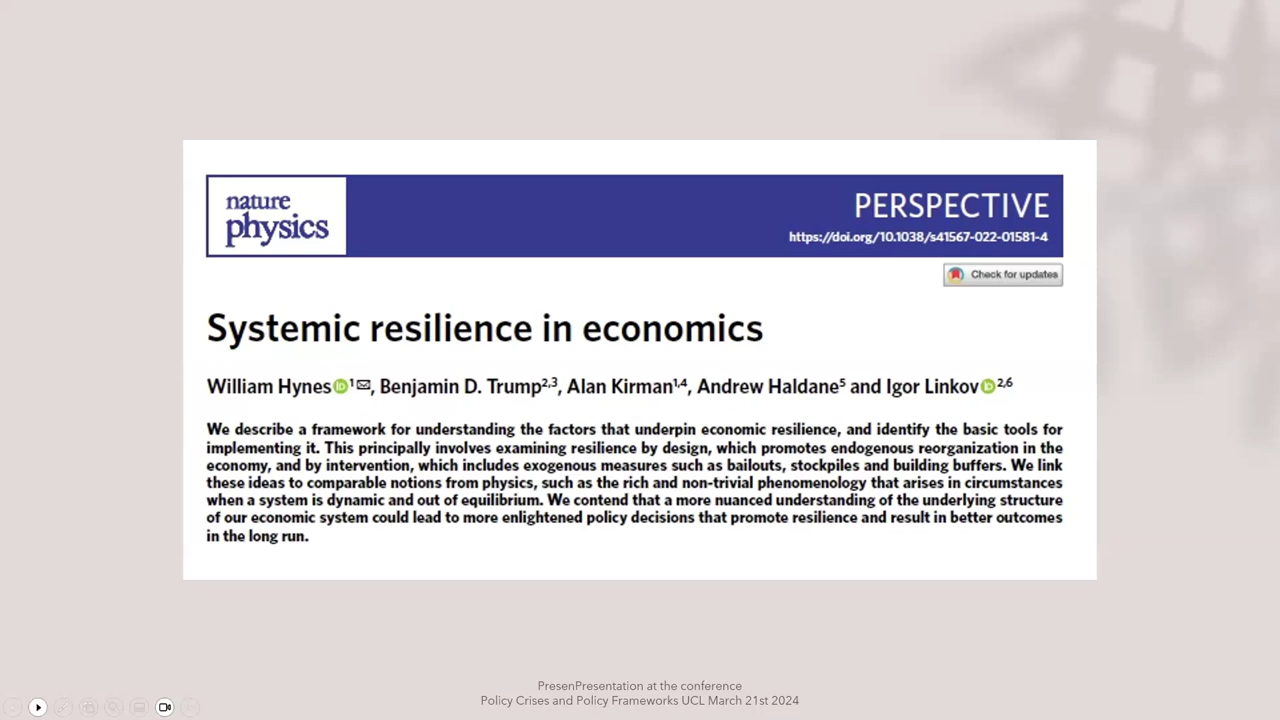 nature
physics
PERSPECTIVE
https://doi.org/10.1038/s41567-022-01581-4
Check for updates
Systemic resilience in economics
William Hynes 1, Benjamin D. Trump2,3, Alan Kirman1,4, Andrew Haldane5 and Igor Linkov 2,6
We describe a framework for understanding the factors that underpin economic resilience, and identify the basic tools for
implementing it. This principally involves examining resilience by design, which promotes endogenous reorganization in the
economy, and by intervention, which includes exogenous measures such as bailouts, stockpiles and building buffers. We link
these ideas to comparable notions from physics, such as the rich and non-trivial phenomenology that arises in circumstances
when a system is dynamic and out of equilibrium. We contend that a more nuanced understanding of the underlying structure
of our economic system could lead to more enlightened policy decisions that promote resilience and result in better outcomes
in the long run.
PresenPresentation at the conference
Policy Crises and Policy Frameworks UCL March 21st 2024